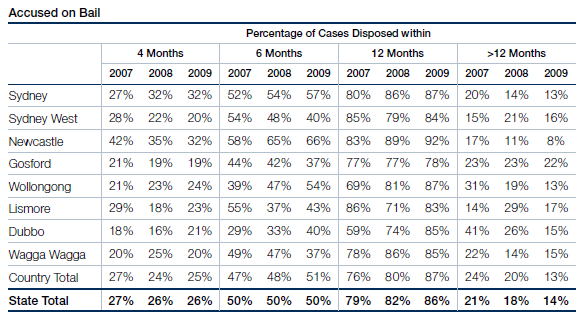 Accused on Bail
Percentage of Cases Disposed within
4 Months 6 Months 12 Months >12 Months
2007 2008 2009 2007 2008 2009 2007 2008 2009 2007 2008 2009
Sydney 27% 32% 32% 52% 54% 57% 80% 86% 87% 20% 14% 13%
Sydney West 28% 22% 20% 54% 48% 40% 85% 79% 84% 15% 21% 16%
Newcastle 42% 35% 32% 58% 65% 66% 83% 89% 92% 17% 11% 8%
Gosford 21% 19% 19% 44% 42% 37% 77% 77% 78% 23% 23% 22%
Wollongong 21% 23% 24% 39% 47% 54% 69% 81% 87% 31% 19% 13%
Lismore 29% 18% 23% 55% 37% 43% 86% 71% 83% 14% 29% 17%
Dubbo 18% 16% 21% 29% 33% 40% 59% 74% 85% 41% 26% 15%
Wagga Wagga 20% 25% 20% 49% 47% 37% 78% 86% 85% 22% 14% 15%
Country Total 27% 24% 25% 47% 48% 51% 76% 80% 87% 24% 20% 13%
State Total 27% 26% 26% 50% 50% 50% 79% 82% 86% 21% 18% 14%